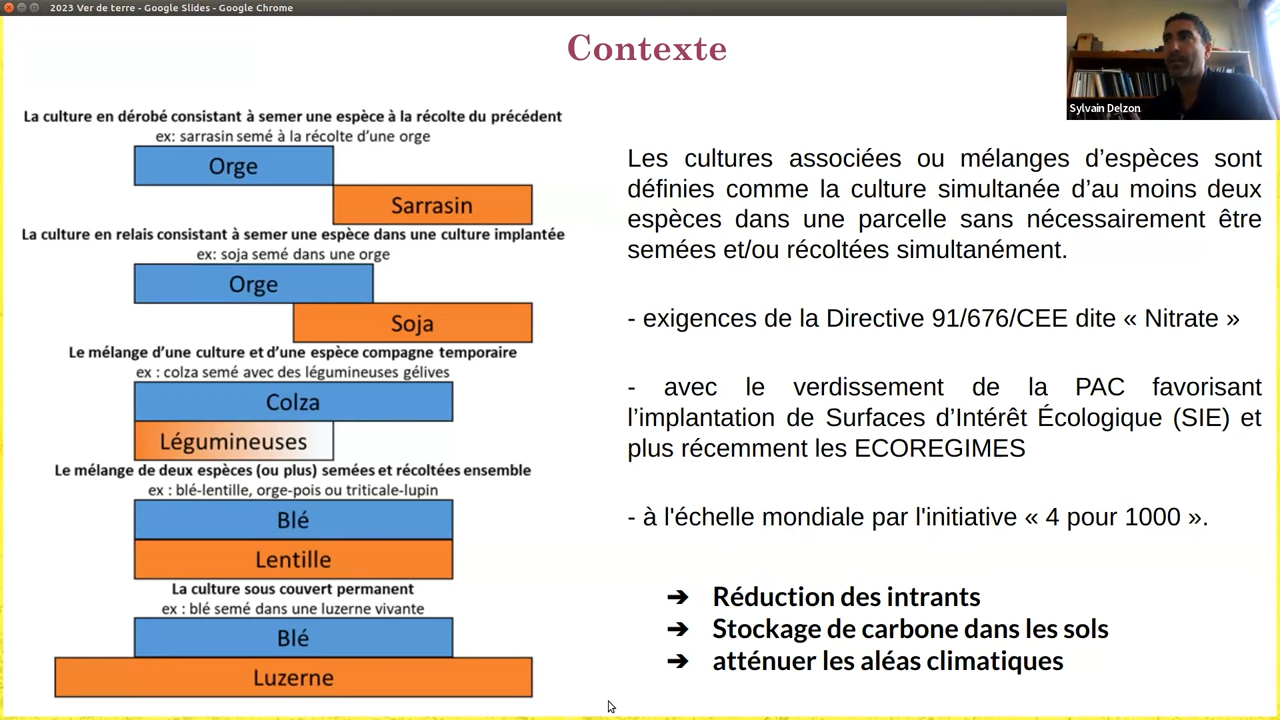 2023 Ver de terre - Google Slides - Google Chrome
Contexte
Sylvain Delzon
La culture en dérobé consistant à semer une espèce à la récolte du précédent
ex: sarrasin semé à la récolte d'une orge
Orge
Sarrasin
La culture en relais consistant à semer une espèce dans une culture implantée
ex: soja semé dans une orge
Orge
Soja
Le mélange d'une culture et d'une espèce compagne temporaire
ex : colza semé avec des légumineuses gélives
Colza
Légumineuses
Le mélange de deux espèces (ou plus) semées et récoltées ensemble
ex : blé-lentille, orge-pois ou triticale-lupin
Blé
Lentille
La culture sous couvert permanent
ex : blé semé dans une luzerne vivante
Blé
Luzerne
Les cultures associées ou mélanges d'espèces sont
définies comme la culture simultanée d'au moins deux
espèces dans une parcelle sans nécessairement être
semées et/ou récoltées simultanément.
- exigences de la Directive 91/676/CEE dite « Nitrate »
- avec le verdissement de la PAC favorisant
l'implantation de Surfaces d'Intérêt Écologique (SIE) et
plus récemment les ECOREGIMES
- à l'échelle mondiale par l'initiative « 4 pour 1000 ».
➔ Réduction des intrants
➔ Stockage de carbone dans les sols
➔ atténuer les aléas climatiques